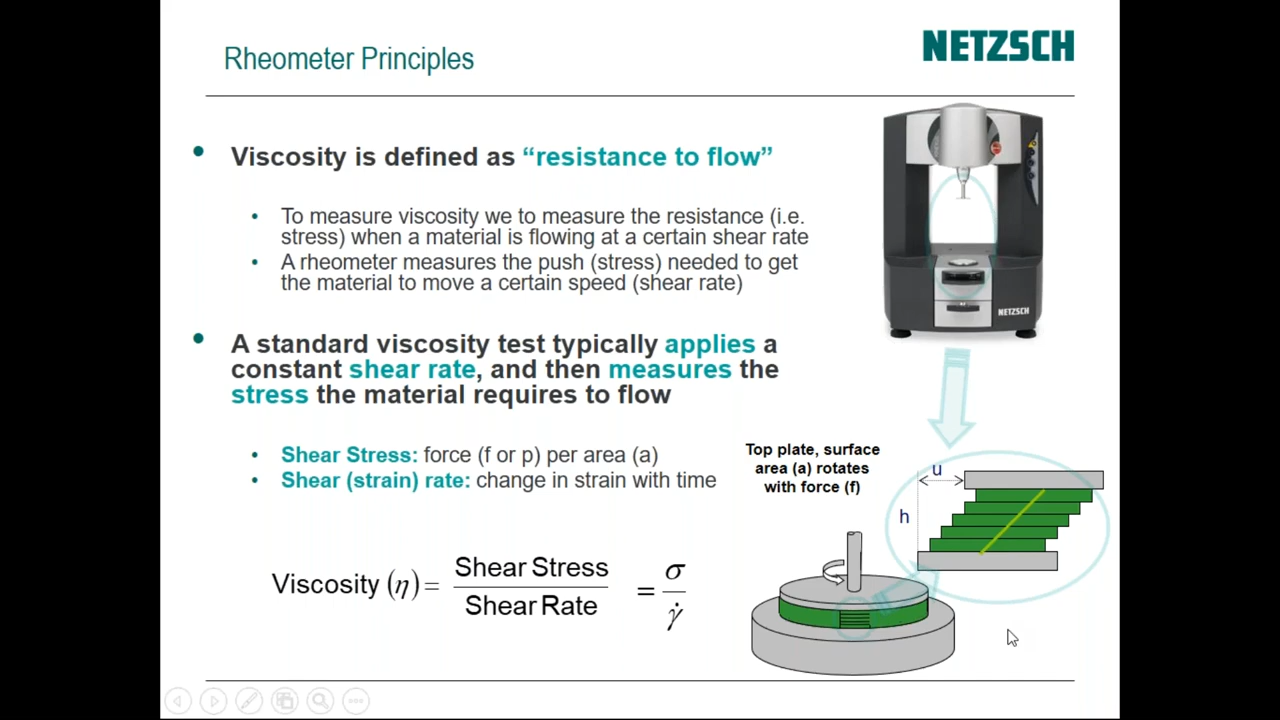 Rheometer Principles
NETZSCH
• Viscosity is defined as “resistance to flow”
• To measure viscosity we to measure the resistance (i.e.
stress) when a material is flowing at a certain shear rate
• A rheometer measures the push (stress) needed to get
the material to move a certain speed (shear rate)
NETZSCH
• A standard viscosity test typically applies a
constant shear rate, and then measures the
stress the material requires to flow
• Shear Stress: force (f or p) per area (a)
• Shear (strain) rate: change in strain with time
Top plate, surface
area (a) rotates
with force (f)
u
h
Viscosity (η) = Shear Stress / Shear Rate = σ / γ̇